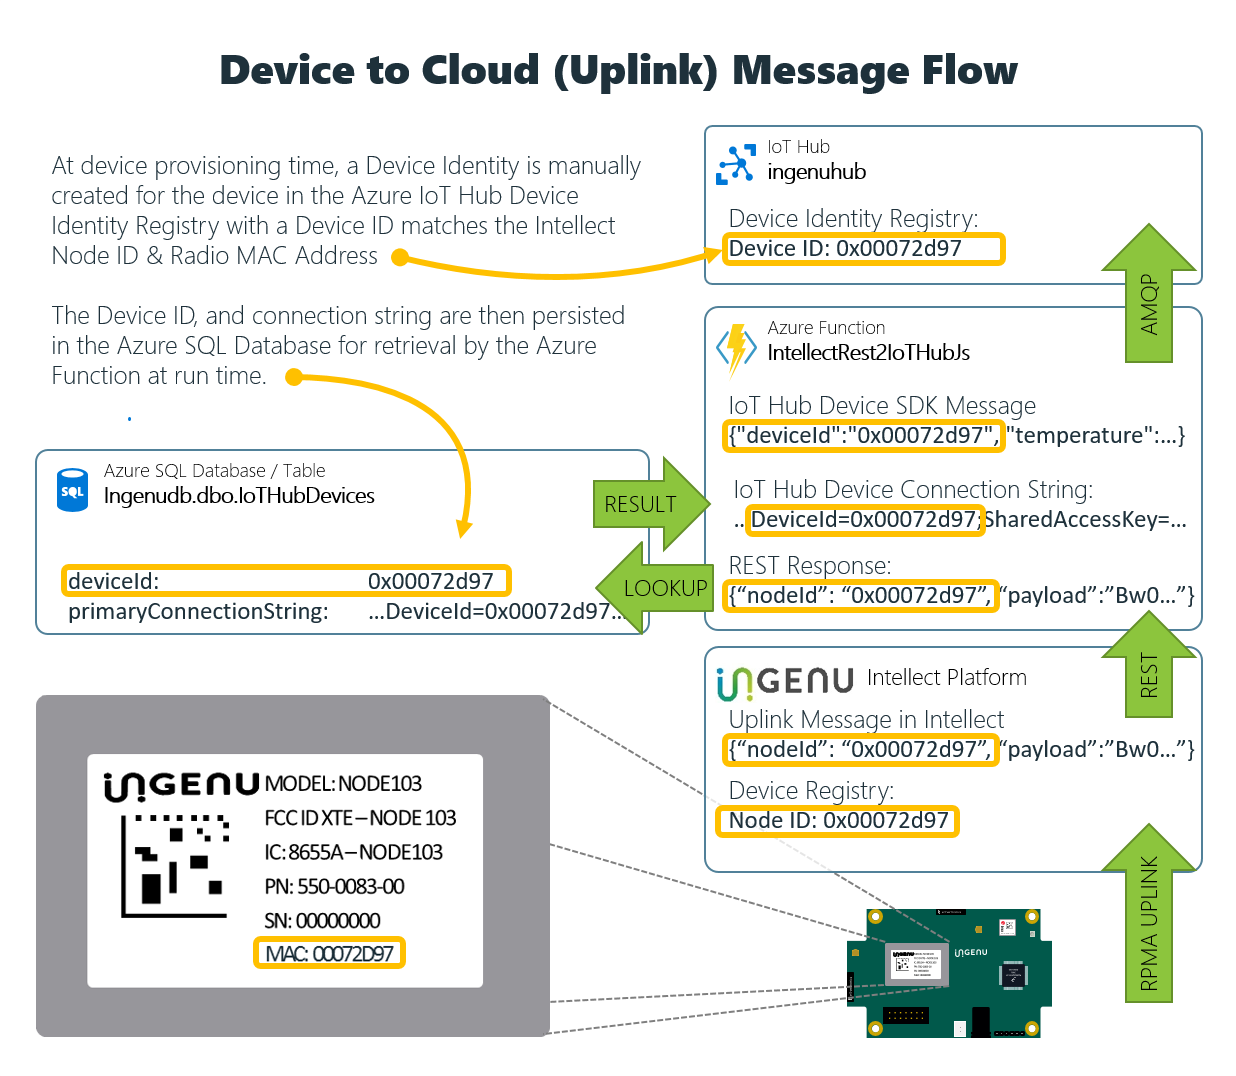 Device to Cloud (Uplink) Message Flow
At device provisioning time, a Device Identity is manually
created for the device in the Azure IoT Hub Device
Identity Registry with a Device ID matches the Intellect
Node ID & Radio MAC Address
The Device ID, and connection string are then persisted
in the Azure SQL Database for retrieval by the Azure
Function at run time.
IoT Hub
ingenuhub
Device Identity Registry:
Device ID: 0x00072d97
AMQP
Azure Function
IntellectRest2IoTHubJs
IoT Hub Device SDK Message
{"deviceId":"0x00072d97", "temperature":...}
IoT Hub Device Connection String:
..DeviceId=0x00072d97;SharedAccessKey=...
REST Response:
{“nodeId”: “0x00072d97”, “payload”:”Bw0...”}
RESULT
LOOKUP
SQL
Azure SQL Database / Table
Ingenudb.dbo.IoTHubDevices
deviceId: 0x00072d97
primaryConnectionString: ...DeviceId=0x00072d97...
REST
INGENU Intellect Platform
Uplink Message in Intellect
{“nodeId”: “0x00072d97”, “payload”:”Bw0...”}
Device Registry:
Node ID: 0x00072d97
RPMA UPLINK
INGENU
MODEL: NODE103
FCC ID XTE – NODE 103
IC: 8655A – NODE103
PN: 550-0083-00
SN: 00000000
MAC: 00072D97
INGENU